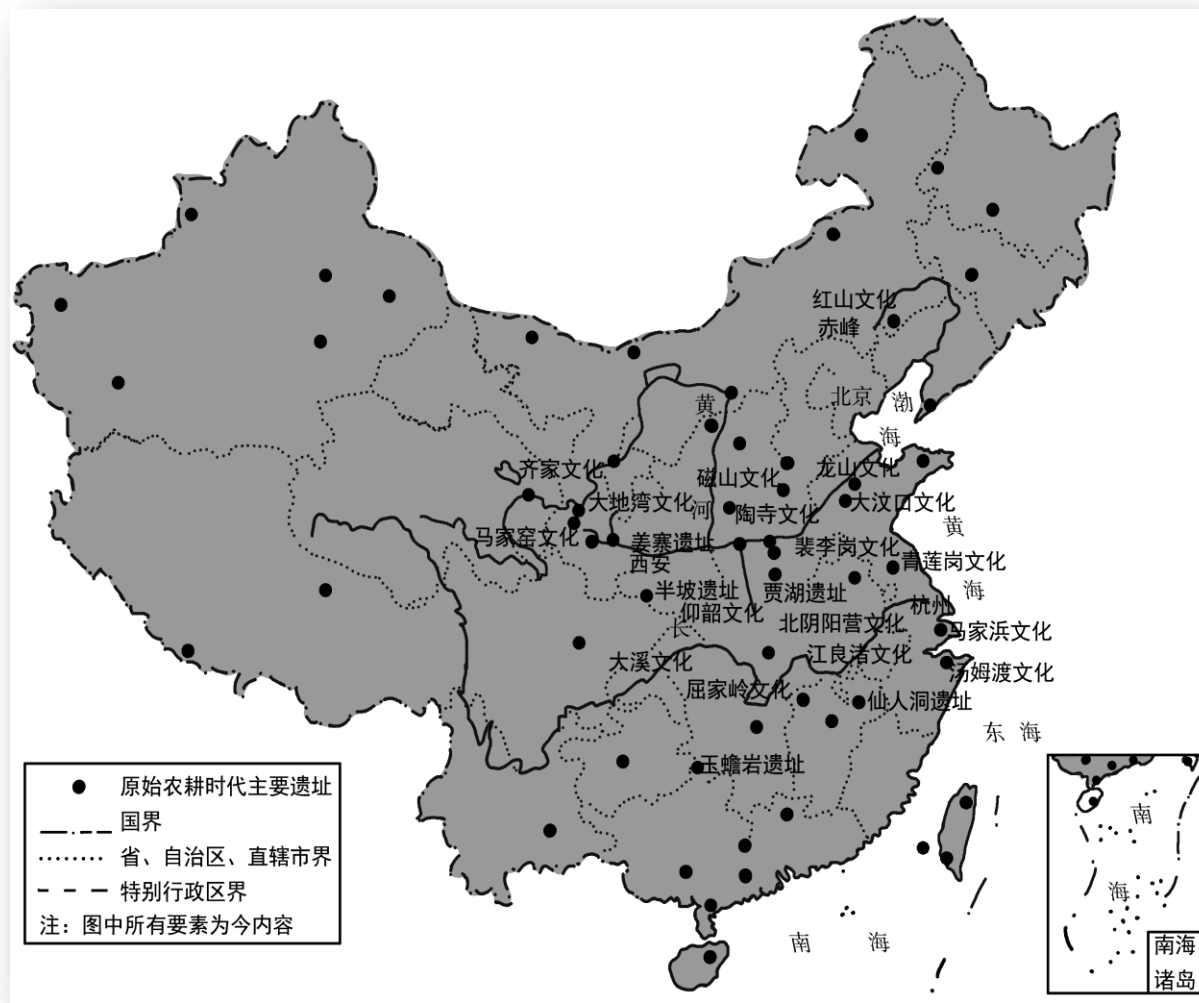 红山文化
赤峰
北京
渤
海
黄
齐家文化
磁山文化
龙山文化
大地湾文化
河
陶寺文化
大汶口文化
黄
马家窑文化
姜寨遗址
裴李岗文化
青莲岗文化
西安
半坡遗址
贾湖遗址
海
仰韶文化
杭州
长
北阴阳营文化
马家浜文化
大溪文化
江良渚文化
汤姆渡文化
屈家岭文化
仙人洞遗址
东海
玉蟾岩遗址
南海
原始农耕时代主要遗址
国界
省、自治区、直辖市界
特别行政区界
注：图中所有要素为今内容
南
海
南海
诸岛